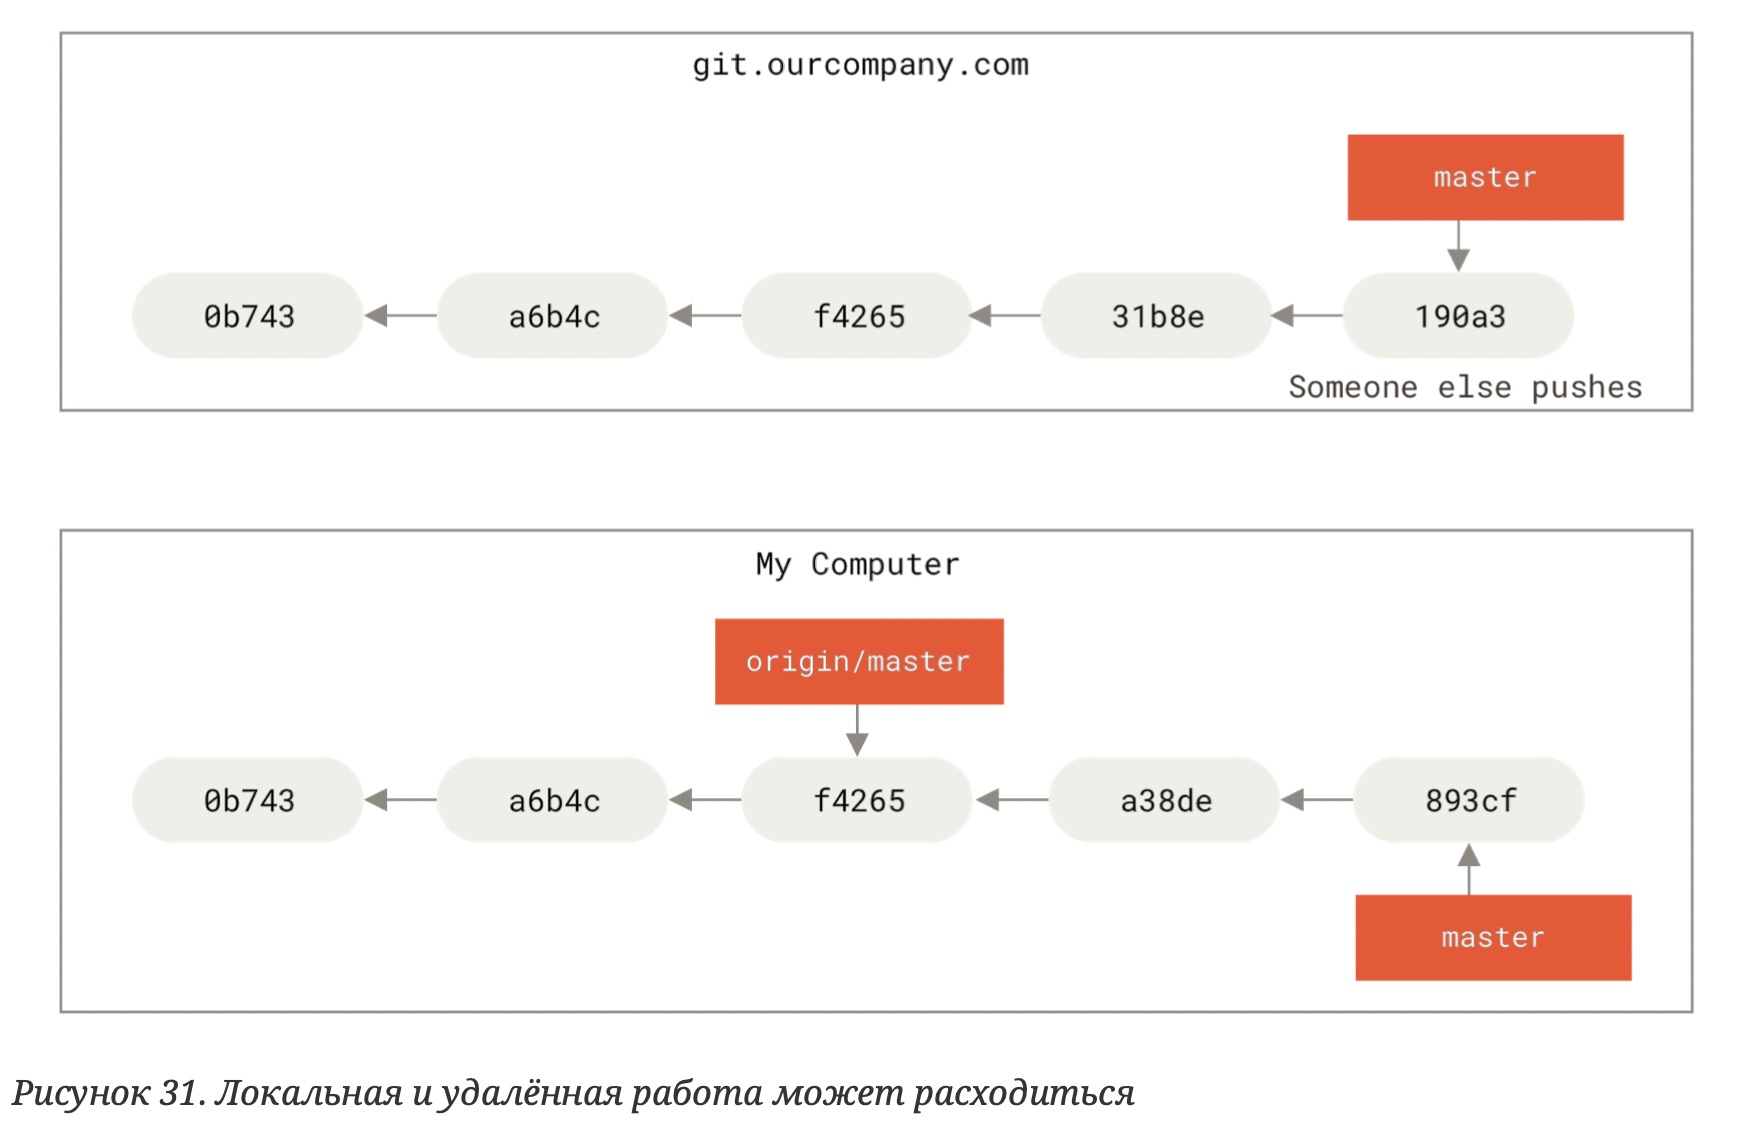 git.ourcompany.com
master
0b743 a6b4c f4265 31b8e 190a3
Someone else pushes
My Computer
origin/master
0b743 a6b4c f4265 a38de 893cf
master
Рисунок 31. Локальная и удалённая работа может расходиться